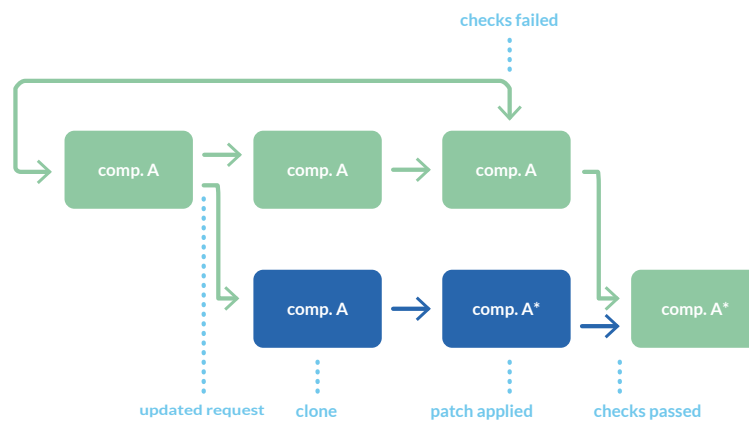 checks failed
comp. A
comp. A
comp. A
comp. A
comp. A*
comp. A*
updated request
clone
patch applied
checks passed